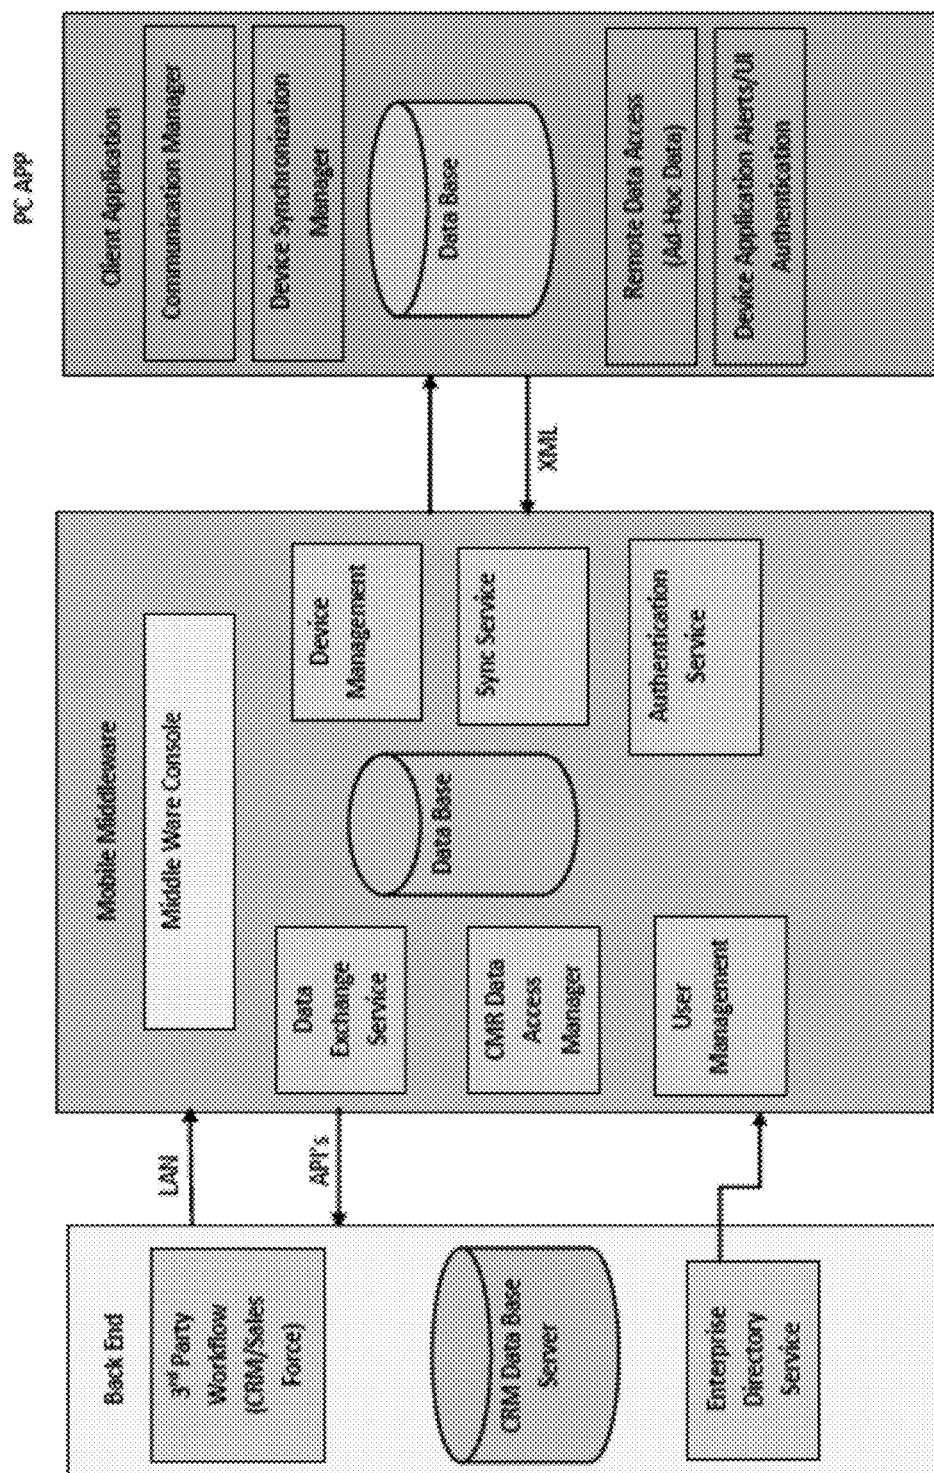 PC APP
Back End
3rd Party
Workflow
(CRM/Sales
Force)
CRM Data Base
Server
Enterprise
Directory
Service
LAN
API's
Mobile Middleware
Middle Ware Console
Data
Exchange
Service
CMR Data
Access
Manager
User
Management
Data Base
Device
Management
Sync Service
Authentication
Service
XML
Client Application
Communication Manager
Device Synchronization
Manager
Data Base
Remote Data Access
(Ad-Hoc Data)
Device Application Alerts/UI
Authentication